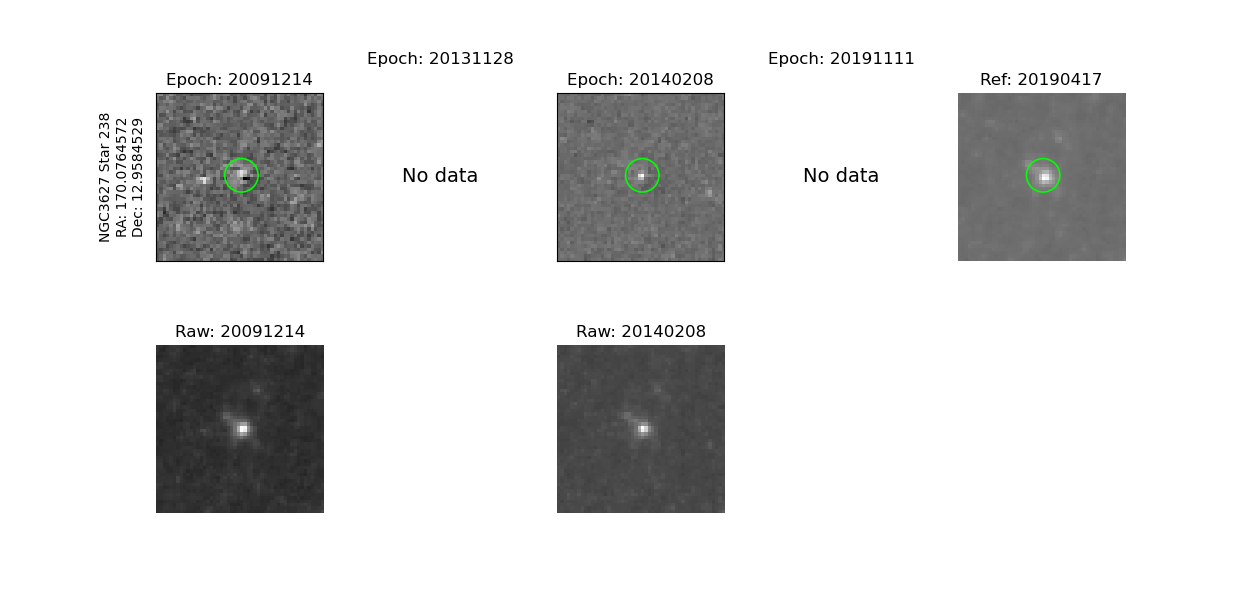 Epoch: 20131128
Epoch: 20191111
Epoch: 20091214
Epoch: 20140208
Ref: 20190417
NGC3627 Star 238
RA: 170.0764572
Dec: 12.9584529
No data
No data
Raw: 20091214
Raw: 20140208